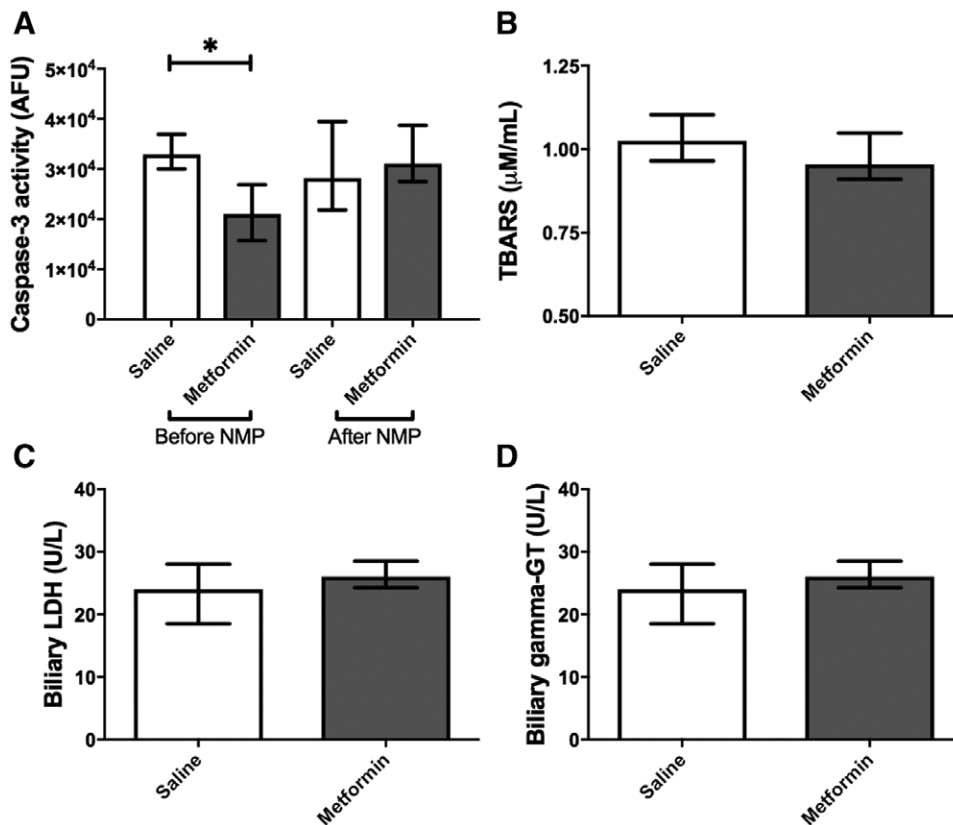 A
Caspase-3 activity (AFU)
5×10⁴
4×10⁴
3×10⁴
2×10⁴
1×10⁴
0
*
Saline
Metformin
Saline
Metformin
Before NMP
After NMP
B
TBARS (μM/mL)
1.25
1.00
0.75
0.50
Saline
Metformin
C
Biliary LDH (U/L)
40
30
20
10
0
Saline
Metformin
D
Biliary gamma-GT (U/L)
40
30
20
10
0
Saline
Metformin